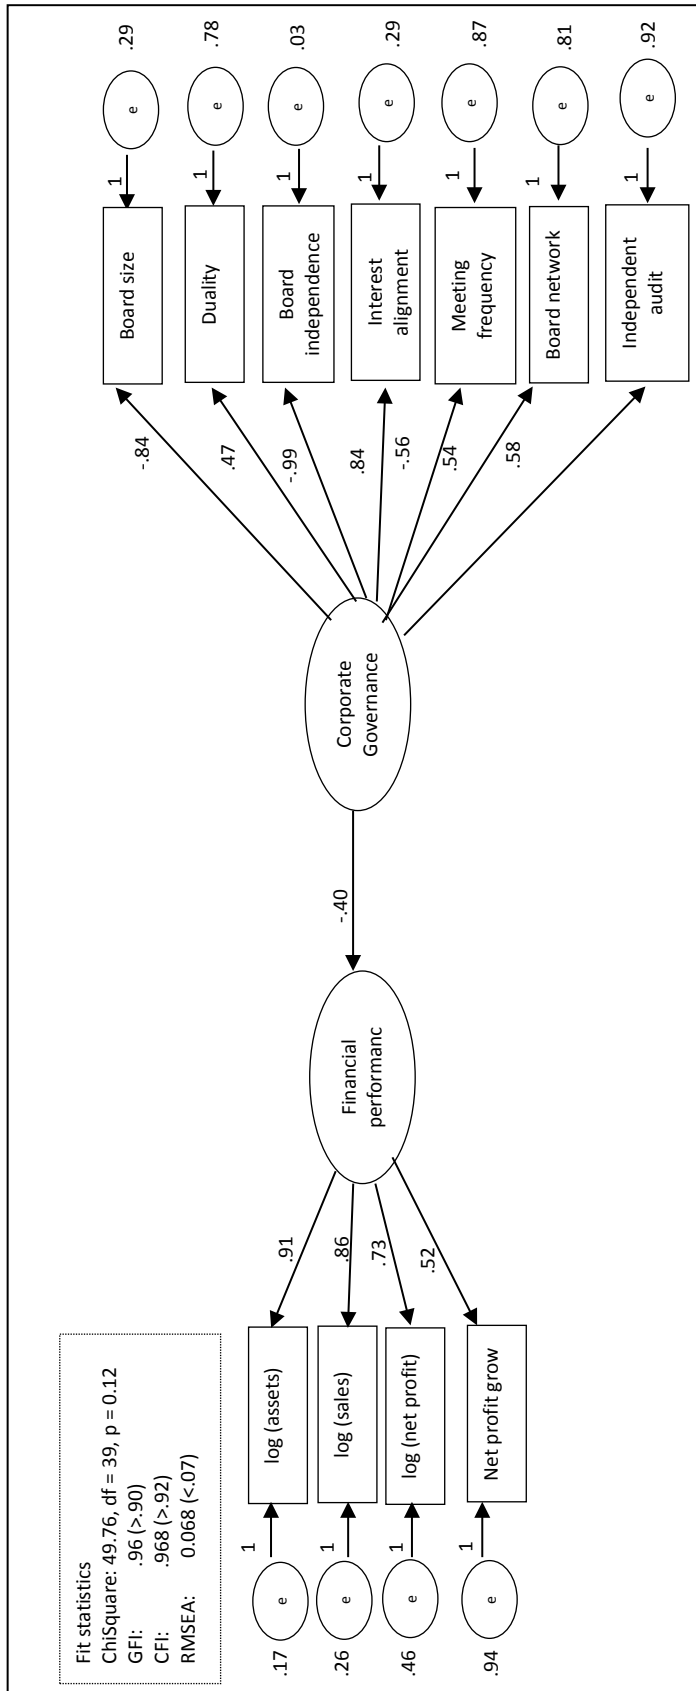 Fit statistics
ChiSquare: 49.76, df = 39, p = 0.12
GFI: .96 (>.90)
CFI: .968 (>.92)
RMSEA: 0.068 (<.07)
.17
e
1
log (assets)
.91
.26
e
1
log (sales)
.86
.46
e
1
log (net profit)
.73
.94
e
1
Net profit grow
.52
Financial
performanc
-.40
Corporate
Governance
-.84
Board size
1
e
.29
.47
Duality
1
e
.78
-.99
Board
independence
1
e
.03
.84
Interest
alignment
1
e
.29
-.56
Meeting
frequency
1
e
.87
.54
Board network
1
e
.81
.58
Independent
audit
1
e
.92